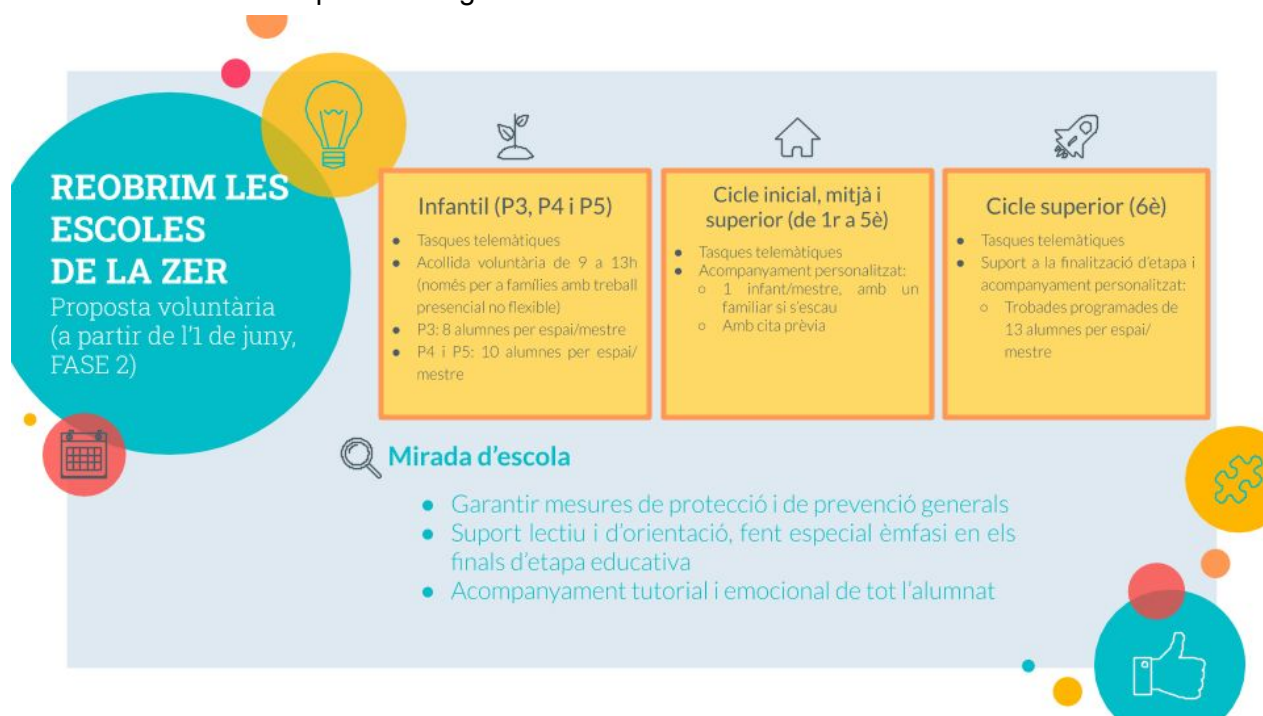 REOBRIM LES
ESCOLES
DE LA ZER
Proposta voluntària
(a partir de l'1 de juny,
FASE 2)
Infantil (P3, P4 i P5)
● Tasques telemàtiques
● Acollida voluntària de 9 a 13h
(només per a famílies amb treball
presencial no flexible)
● P3: 8 alumnes per espai/mestre
● P4 i P5: 10 alumnes per espai/
mestre
Cicle inicial, mitjà i
superior (de 1r a 5è)
● Tasques telemàtiques
● Acompanyament personalitzat:
○ 1 infant/mestre, amb un
familiar si s'escau
○ Amb cita prèvia
Cicle superior (6è)
● Tasques telemàtiques
● Suport a la finalització d'etapa i
acompanyament personalitzat:
○ Trobades programades de
13 alumnes per espai/
mestre
Mirada d'escola
● Garantir mesures de protecció i de prevenció generals
● Suport lectiu i d'orientació, fent especial èmfasi en els
finals d'etapa educativa
● Acompanyament tutorial i emocional de tot l'alumnat